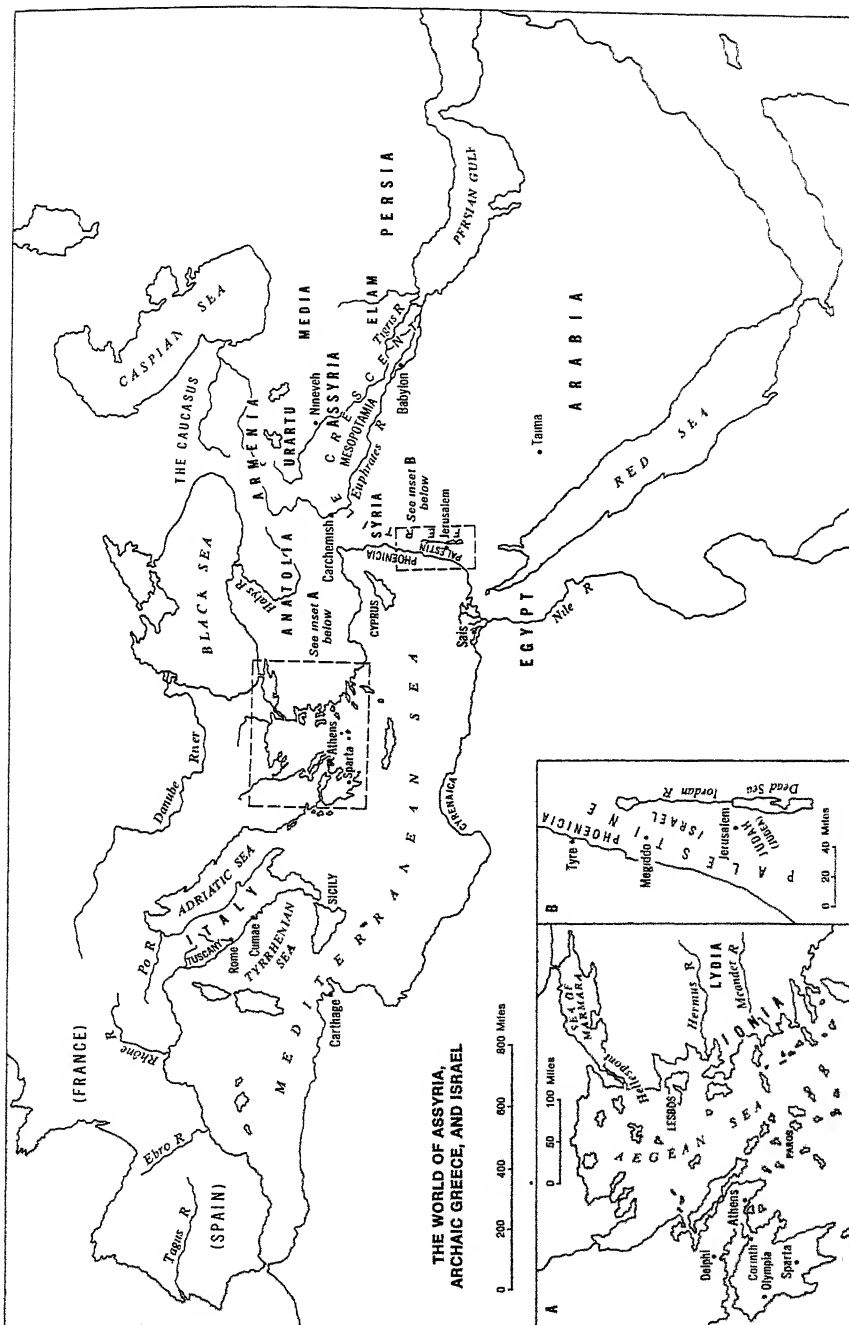 (FRANCE)
Rhône R
Ebro R
Tagus R
(SPAIN)
Po R
ADRIATIC SEA
ITALY
TUSCANY
Rome
Cumae
TYRRHENIAN
SEA
SICILY
Carthage
MEDITERRANEAN SEA
Danube River
BLACK SEA
THE CAUCASUS
CASPIAN SEA
ARMENIA
URARTU
MEDIA
ANATOLIA
Halys R
See inset A
below
Athens
Sparta
CYPRUS
Carchemish
Nineveh
ASSYRIA
CRESCENT
MESOPOTAMIA
Tigris R
ELAM
PERSIA
Babylon
Euphrates R
SYRIA
PHOENICIA
See inset B
below
PALESTINE
Jerusalem
PERSIAN GULF
CYRENAICA
Sais
EGYPT
Nile R
Taima
ARABIA
RED SEA
THE WORLD OF ASSYRIA,
ARCHAIC GREECE, AND ISRAEL
0 200 400 600 800 Miles
A
0 50 100 Miles
SEA OF
MARMARA
Hellespont
LESBOS
AEGEAN SEA
Hermus R
LYDIA
Meander R
IONIA
Delphi
Athens
Corinth
Olympia
Sparta
PAROS
B
Tyre
PHOENICIA
Megiddo
ISRAEL
PALESTINE
Jordan R
Jerusalem
JUDAH
(JUDEA)
Dead Sea
0 20 40 Miles